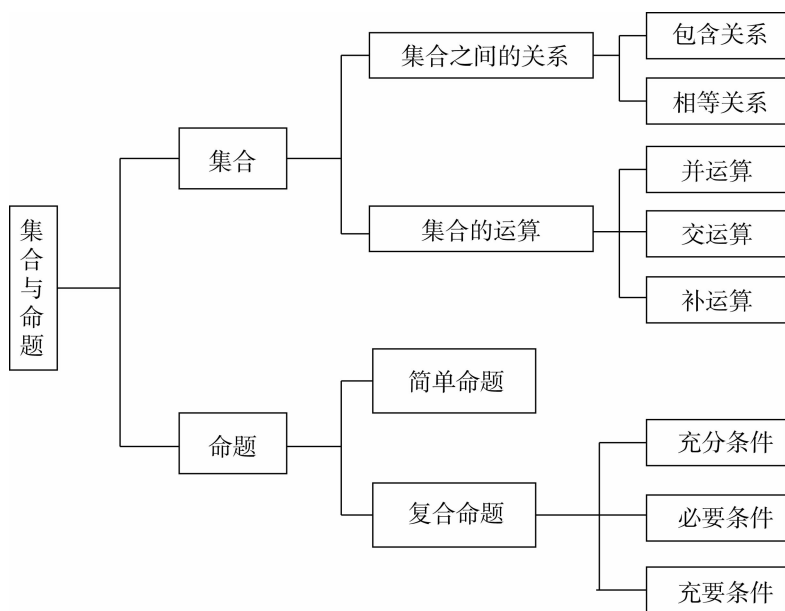 集合与命题
集合
集合之间的关系
包含关系
相等关系
集合的运算
并运算
交运算
补运算
命题
简单命题
复合命题
充分条件
必要条件
充要条件